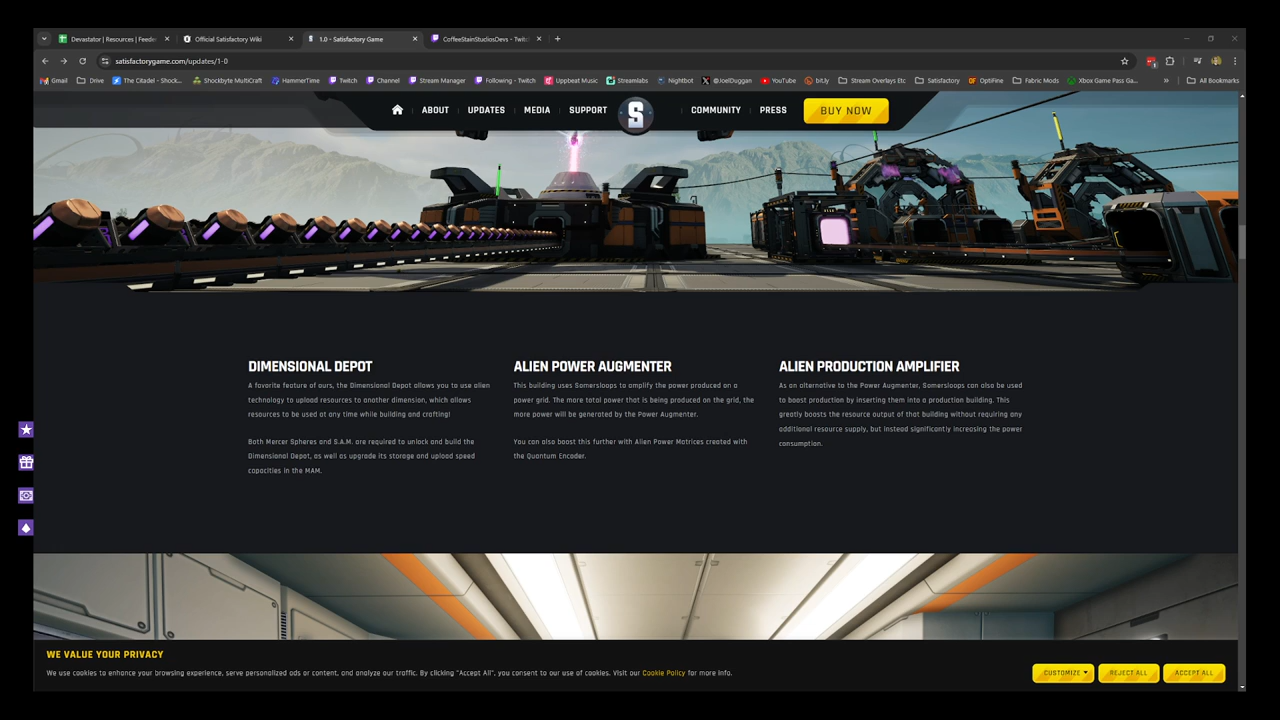 Devastator | Resources | Feede
Official Satisfactory Wiki
1.0 - Satisfactory Game
CoffeeStainStudiosDevs - Twitc
satisfactorygame.com/updates/1-0
Gmail
Drive
The Citadel - Shock...
Shockbyte MultiCraft
HammerTime
Twitch
Channel
Stream Manager
Following - Twitch
Uppbeat Music
Streamlabs
Nightbot
@JoelDuggan
YouTube
bit.ly
Stream Overlays Etc
Satisfactory
OptiFine
Fabric Mods
Xbox Game Pass Ga...
All Bookmarks
ABOUT
UPDATES
MEDIA
SUPPORT
S
COMMUNITY
PRESS
BUY NOW
DIMENSIONAL DEPOT
A favorite feature of ours, the Dimensional Depot allows you to use alien
technology to upload resources to another dimension, which allows
resources to be used at any time while building and crafting!
Both Mercer Spheres and S.A.M. are required to unlock and build the
Dimensional Depot, as well as upgrade its storage and upload speed
capacities in the MAM.
ALIEN POWER AUGMENTER
This building uses Somersloops to amplify the power produced on a
power grid. The more total power that is being produced on the grid, the
more power will be generated by the Power Augmenter.
You can also boost this further with Alien Power Matrices created with
the Quantum Encoder.
ALIEN PRODUCTION AMPLIFIER
As an alternative to the Power Augmenter, Somersloops can also be used
to boost production by inserting them into a production building. This
greatly boosts the resource output of that building without requiring any
additional resource supply, but instead significantly increasing the power
consumption.
WE VALUE YOUR PRIVACY
We use cookies to enhance your browsing experience, serve personalized ads or content, and analyze our traffic. By clicking "Accept All", you consent to our use of cookies. Visit our Cookie Policy for more info.
CUSTOMIZE
REJECT ALL
ACCEPT ALL